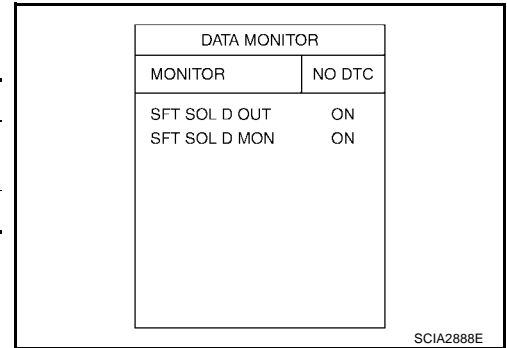 DATA MONITOR
MONITOR NO DTC
SFT SOL D OUT ON
SFT SOL D MON ON
SCIA2888E